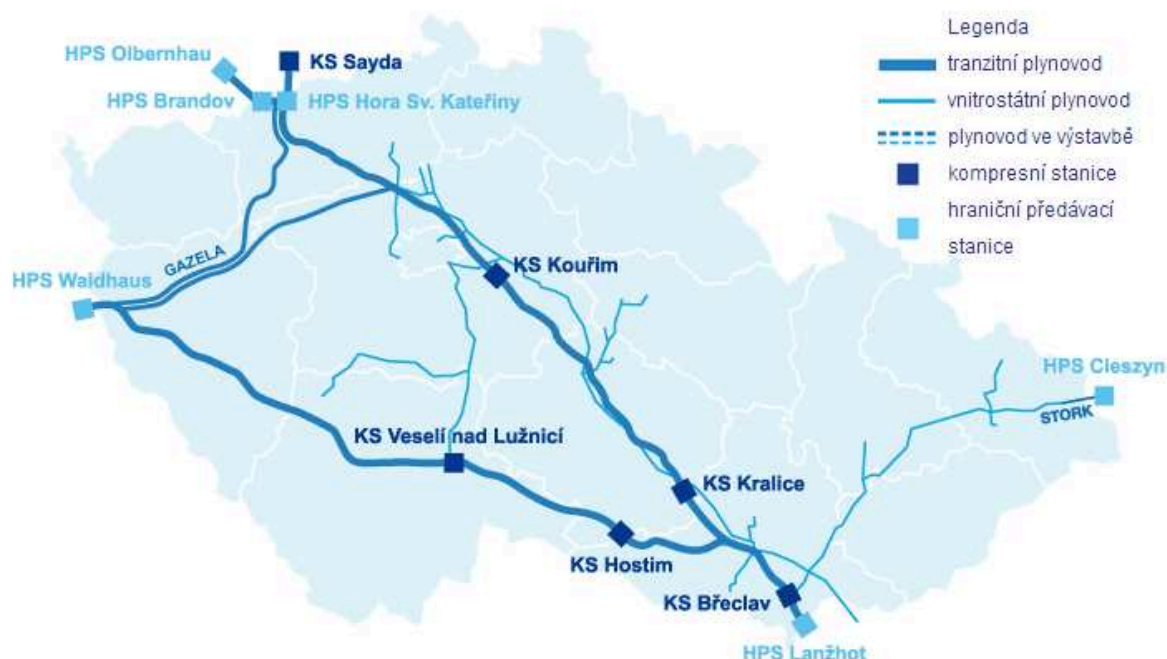 HPS Olbernhau
KS Sayda
HPS Brandov
HPS Hora Sv. Kateřiny
GAZELA
HPS Waidhaus
KS Kouřim
KS Veselí nad Lužnicí
KS Kralice
KS Hostim
KS Břeclav
HPS Lanžhot
HPS Cieszyn
STORK
Legenda
tranzitní plynovod
vnitrostátní plynovod
plynovod ve výstavbě
kompresní stanice
hraniční předávací
stanice